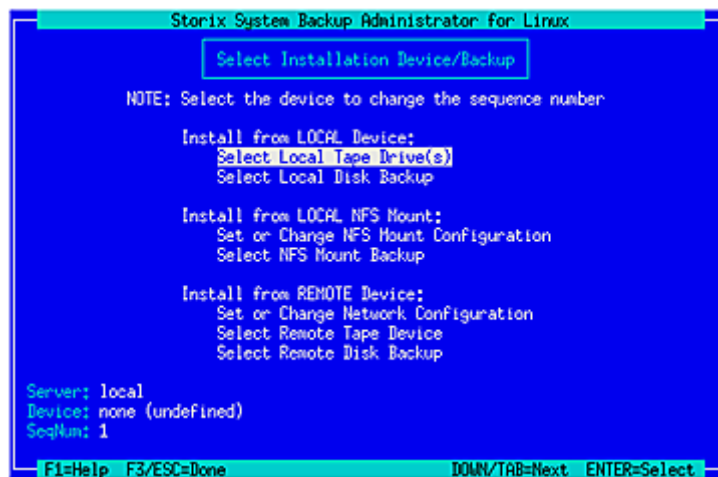 Storix System Backup Administrator for Linux
Select Installation Device/Backup
NOTE: Select the device to change the sequence number
Install from LOCAL Device:
Select Local Tape Drive(s)
Select Local Disk Backup
Install from LOCAL NFS Mount:
Set or Change NFS Mount Configuration
Select NFS Mount Backup
Install from REMOTE Device:
Set or Change Network Configuration
Select Remote Tape Device
Select Remote Disk Backup
Server: local
Device: none (undefined)
SeqNum: 1
F1=Help F3/ESC=Done DOWN/TAB=Next ENTER=Select